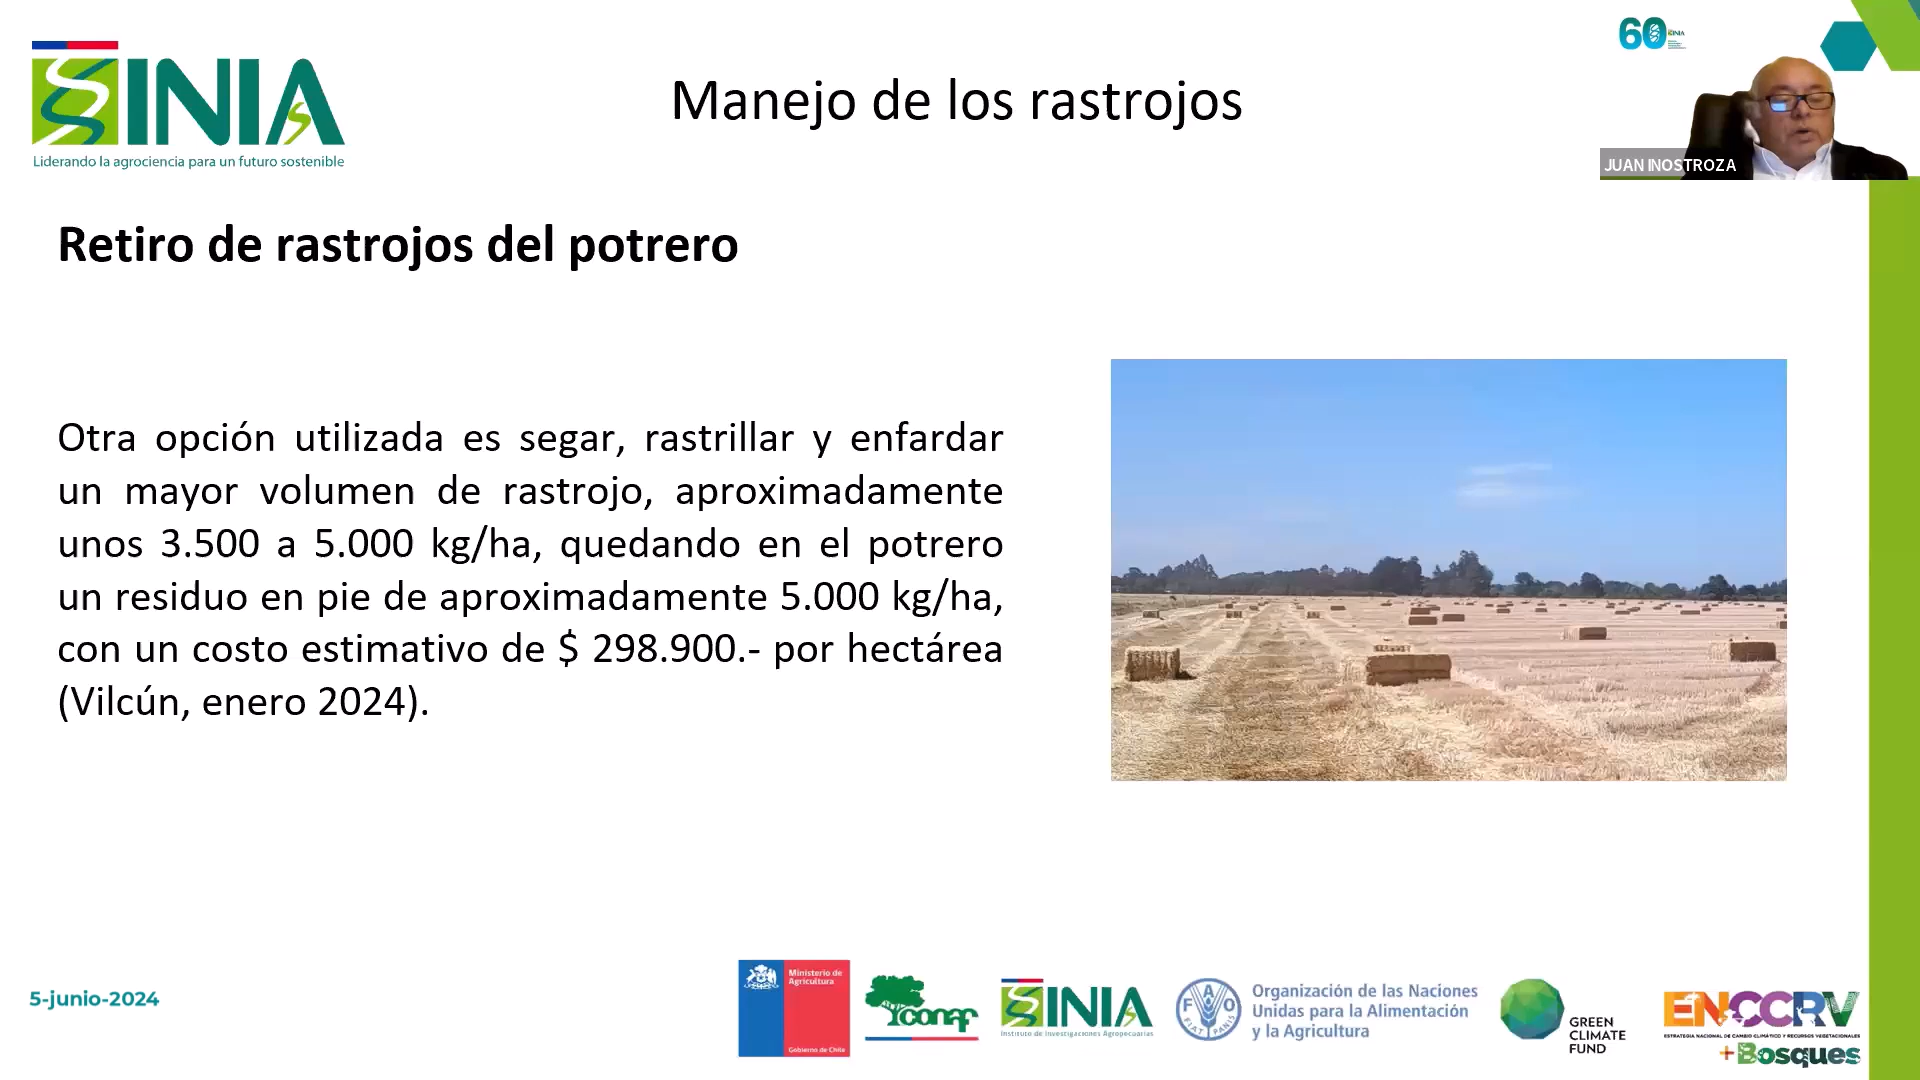 INIA
Liderando la agrociencia para un futuro sostenible
Manejo de los rastrojos
60
INIA
JUAN INOSTROZA
Retiro de rastrojos del potrero
Otra opción utilizada es segar, rastrillar y enfardar
un mayor volumen de rastrojo, aproximadamente
unos 3.500 a 5.000 kg/ha, quedando en el potrero
un residuo en pie de aproximadamente 5.000 kg/ha,
con un costo estimativo de $ 298.900.- por hectárea
(Vilcún, enero 2024).
5-junio-2024
Ministerio de
Agricultura
Gobierno de Chile
conaf
INIA
Instituto de Investigaciones Agropecuarias
FAO
FIAT PANIS
Organización de las Naciones
Unidas para la Alimentación
y la Agricultura
GREEN
CLIMATE
FUND
ENCCRV
ESTRATEGIA NACIONAL DE CAMBIO CLIMÁTICO Y RECURSOS VEGETACIONALES
+Bosques